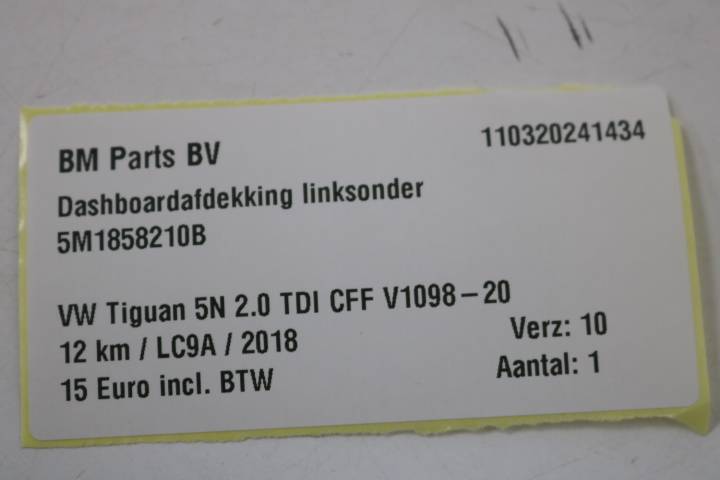 BM Parts BV 110320241434
Dashboardafdekking linksonder
5M1858210B
VW Tiguan 5N 2.0 TDI CFF V1098-20
12 km / LC9A / 2018 Verz: 10
15 Euro incl. BTW Aantal: 1